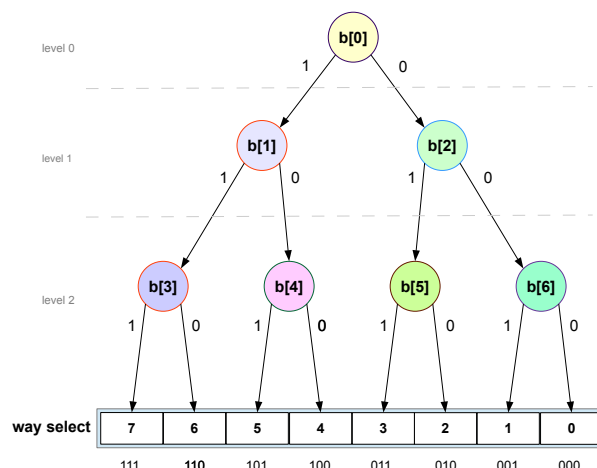 b[0]
level 0
1 0
b[1] b[2]
level 1
1 0 1 0
b[3] b[4] b[5] b[6]
level 2
1 0 1 0 1 0 1 0
way select 7 6 5 4 3 2 1 0
111 110 101 100 011 010 001 000